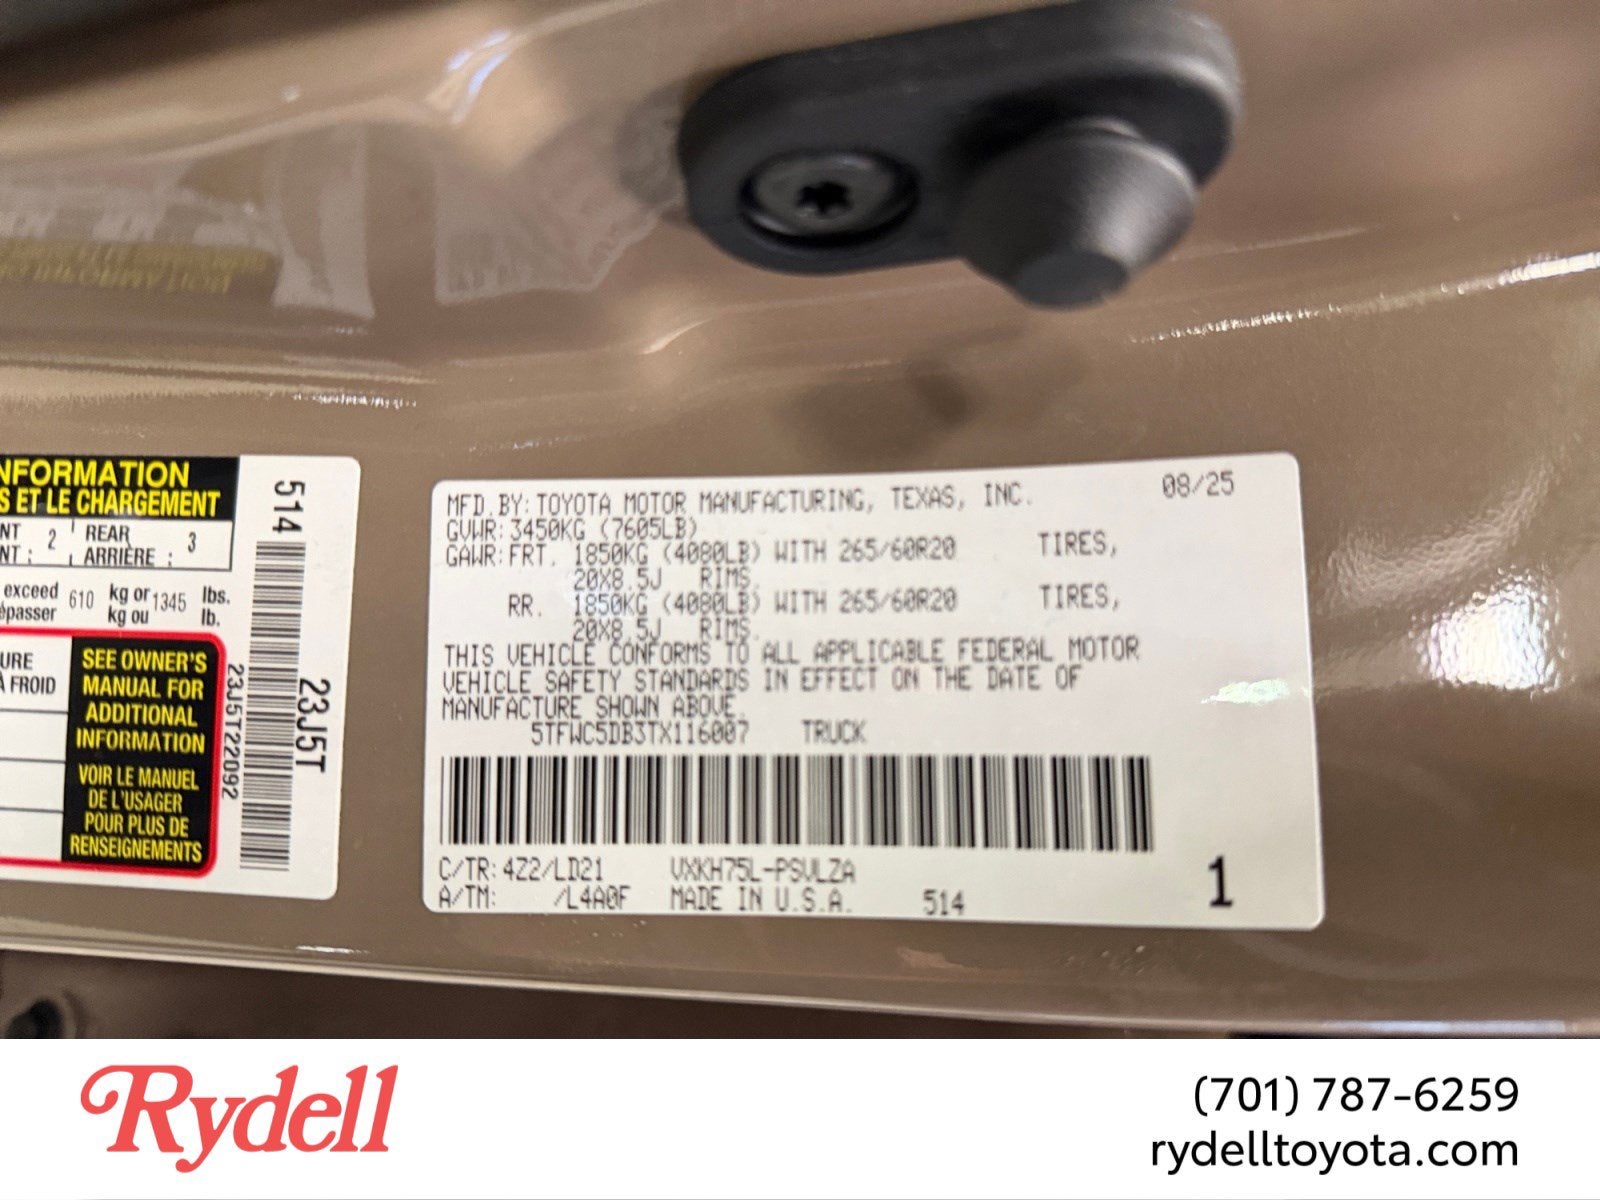 NFORMATION
S ET LE CHARGEMENT
NT 2 REAR 3
NT : ARRIÈRE :
exceed 610 kg or 1345 lbs.
épasser kg ou lb.
URE
À FROID
SEE OWNER'S
MANUAL FOR
ADDITIONAL
INFORMATION
VOIR LE MANUEL
DE L'USAGER
POUR PLUS DE
RENSEIGNEMENTS
514
23J5T22092
23J5T
MFD.BY: TOYOTA MOTOR MANUFACTURING, TEXAS, INC. 08/25
GVWR: 3450KG (7605LB)
GAWR: FRT. 1850KG (4080LB) WITH 265/60R20 TIRES,
20X8.5J RIMS.
RR. 1850KG (4080LB) WITH 265/60R20 TIRES,
20X8.5J RIMS.
THIS VEHICLE CONFORMS TO ALL APPLICABLE FEDERAL MOTOR
VEHICLE SAFETY STANDARDS IN EFFECT ON THE DATE OF
MANUFACTURE SHOWN ABOVE.
5TFWC5DB3TX116007 TRUCK
C/TR: 4Z2/LD21 VXKH75L-PSVLZA
A/TM: /L4A0F MADE IN U.S.A. 514
1
Rydell
(701) 787-6259
rydelltoyota.com